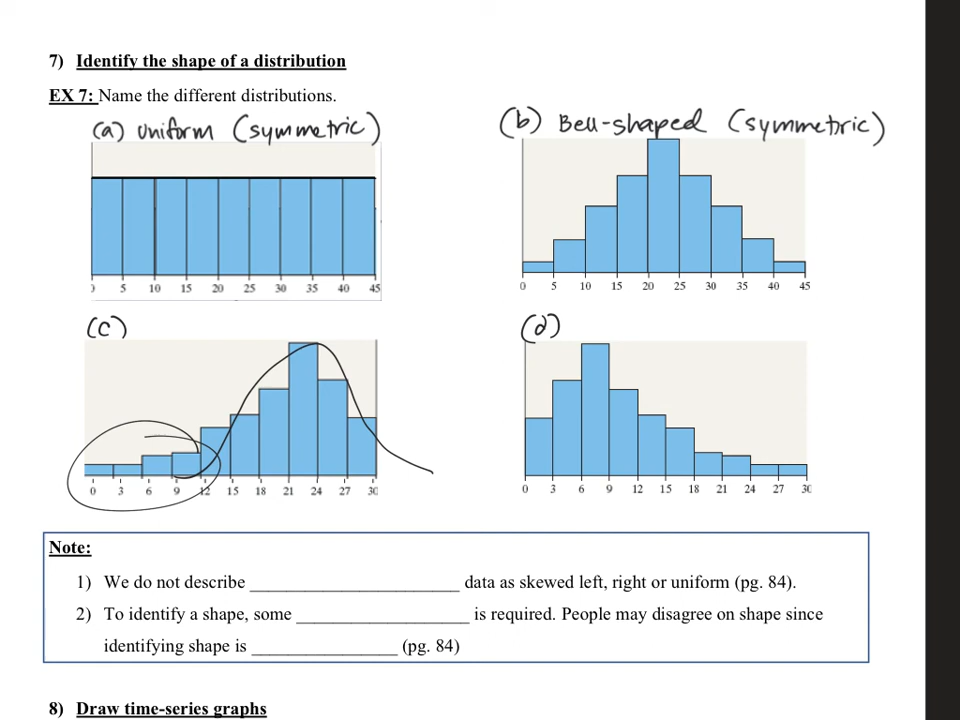 7) Identify the shape of a distribution
EX 7: Name the different distributions.
(a) Uniform (symmetric)
(b) Bell-shaped (symmetric)
5 10 15 20 25 30 35 40 45
0 5 10 15 20 25 30 35 40 45
(c)
(d)
0 3 6 9 12 15 18 21 24 27 30
0 3 6 9 12 15 18 21 24 27 30
Note:
1) We do not describe ______________________ data as skewed left, right or uniform (pg. 84).
2) To identify a shape, some __________________ is required. People may disagree on shape since
identifying shape is _______________ (pg. 84)
8) Draw time-series graphs